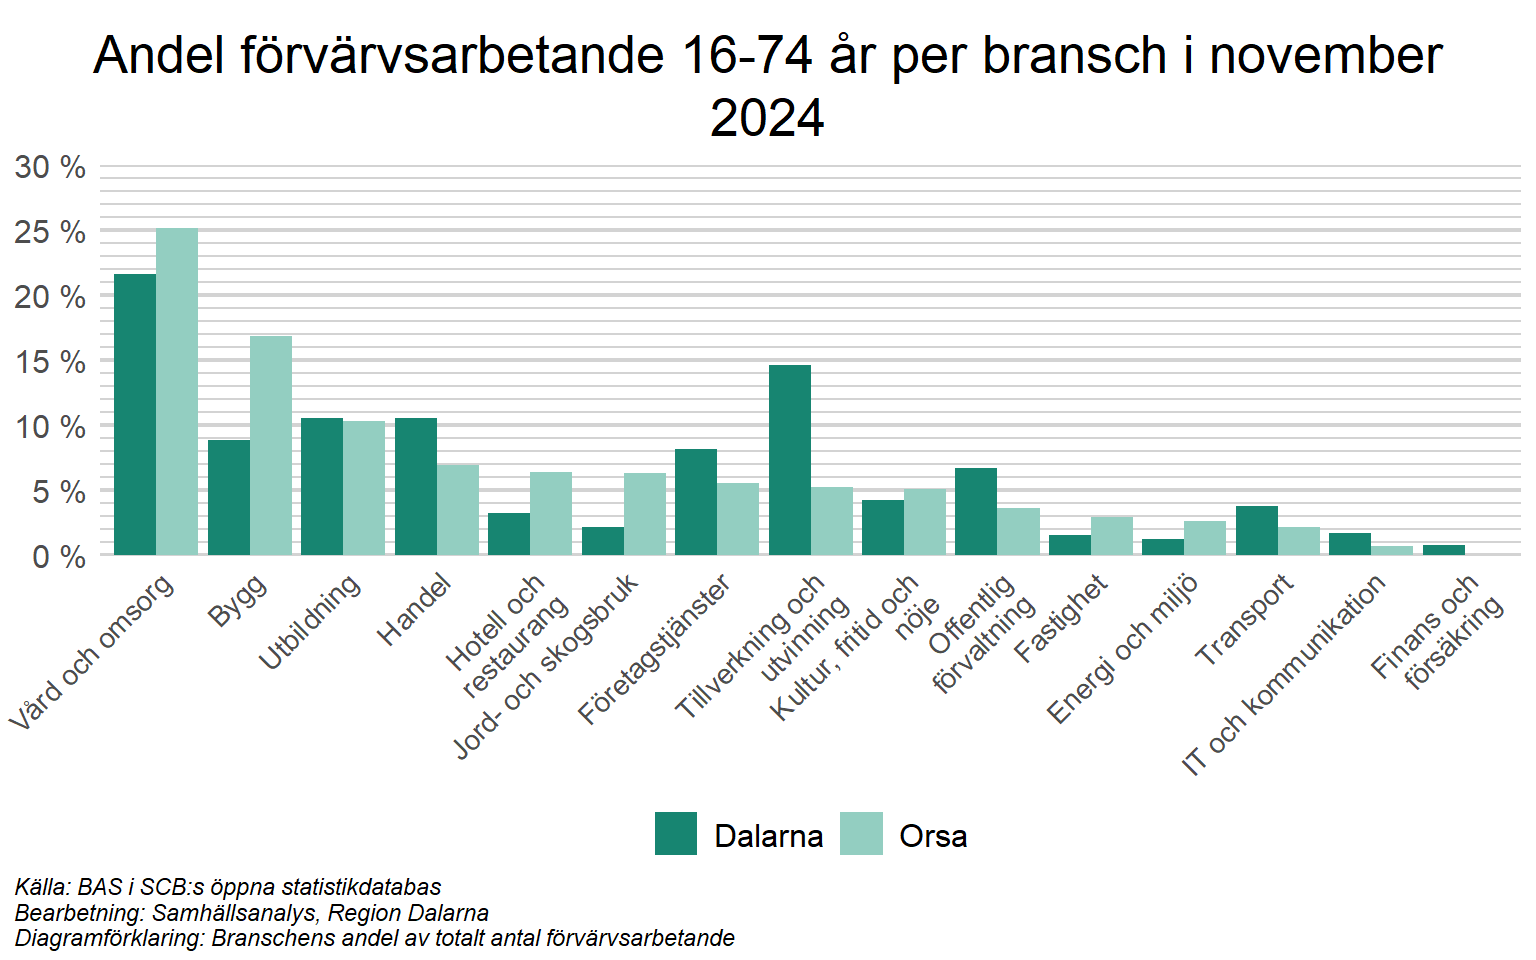 Andel förvärvsarbetande 16-74 år per bransch i november
2024
30 %
25 %
20 %
15 %
10 %
5 %
0 %
Vård och omsorg
Bygg
Utbildning
Handel
Hotell och
restaurang
Jord- och skogsbruk
Företagstjänster
Tillverkning och
utvinning
Kultur, fritid och
nöje
Offentlig
förvaltning
Fastighet
Energi och miljö
Transport
IT och kommunikation
Finans och
försäkring
Dalarna
Orsa
Källa: BAS i SCB:s öppna statistikdatabas
Bearbetning: Samhällsanalys, Region Dalarna
Diagramförklaring: Branschens andel av totalt antal förvärvsarbetande